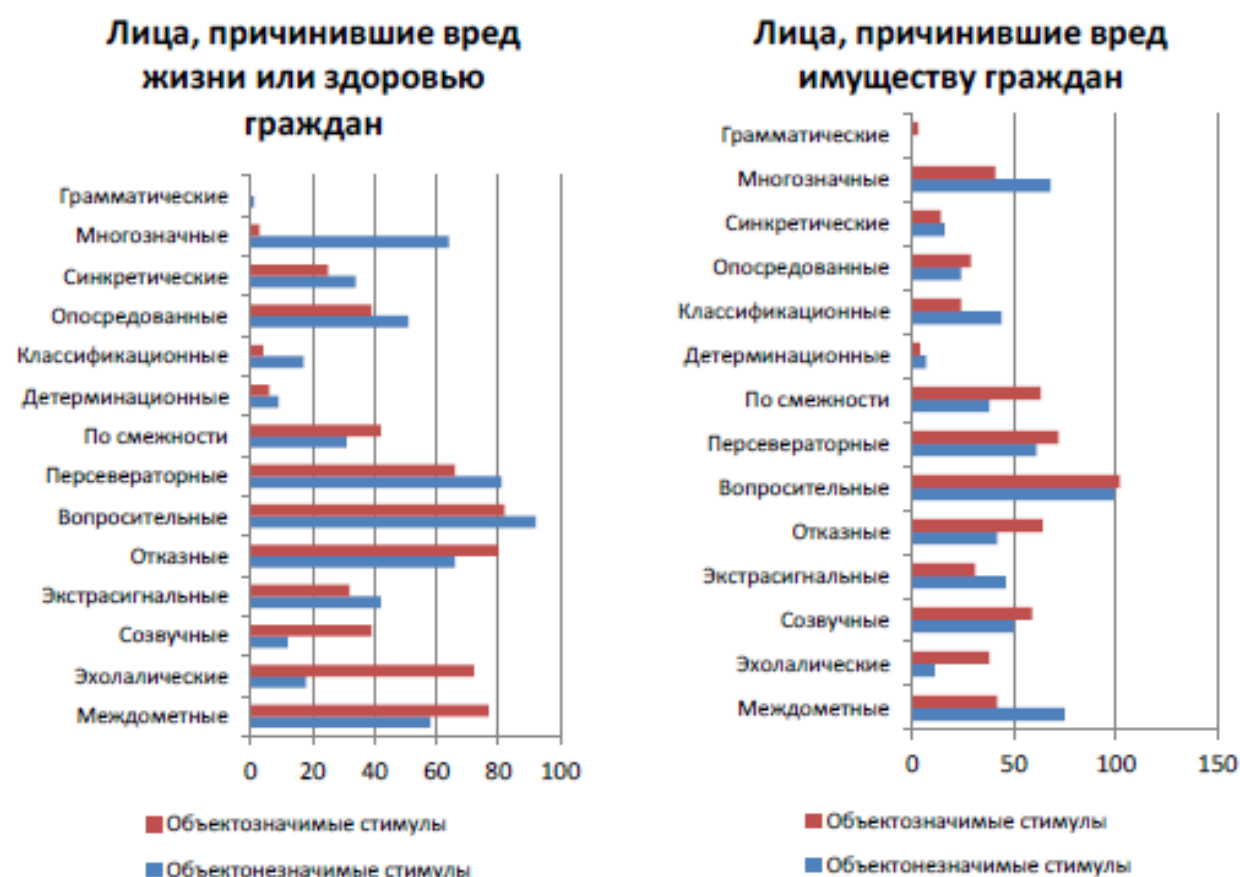 Лица, причинившие вред
жизни или здоровью
граждан
Грамматические
Многозначные
Синкретические
Опосредованные
Классификационные
Детерминационные
По смежности
Персевераторные
Вопросительные
Отказные
Экстрасигнальные
Созвучные
Эхолалические
Междометные
0 20 40 60 80 100
Объектозначимые стимулы
Объектонезначимые стимулы
Лица, причинившие вред
имуществу граждан
Грамматические
Многозначные
Синкретические
Опосредованные
Классификационные
Детерминационные
По смежности
Персевераторные
Вопросительные
Отказные
Экстрасигнальные
Созвучные
Эхолалические
Междометные
0 50 100 150
Объектозначимые стимулы
Объектонезначимые стимулы